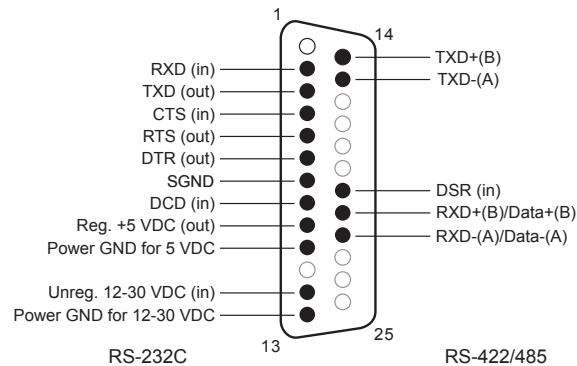 1
14
TXD+(B)
RXD (in)
TXD-(A)
TXD (out)
CTS (in)
RTS (out)
DTR (out)
SGND
DSR (in)
DCD (in)
RXD+(B)/Data+(B)
Reg. +5 VDC (out)
RXD-(A)/Data-(A)
Power GND for 5 VDC
Unreg. 12-30 VDC (in)
Power GND for 12-30 VDC
13
25
RS-232C
RS-422/485